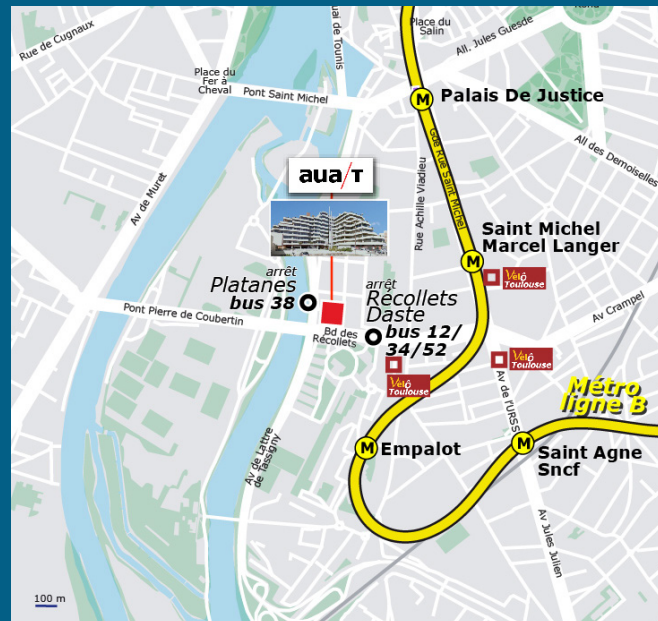 Rue de Cugnaux
Place du
Fer à
Cheval
Pont Saint Michel
Quai de Tounis
Place du
Salin
All. Jules Guesde
Palais De Justice
All des Demoiselles
Gde Rue Saint Michel
Rue Achille Viadieu
Av de Muret
aua/T
Saint Michel
Marcel Langer
Vélô
Toulouse
arrêt
Platanes
bus 38
arrêt
Récollets
Daste
bus 12/
34/52
Pont Pierre de Coubertin
Bd des
Récollets
Av Crampel
Vélô
Toulouse
Vélô
Toulouse
Av de l'URSS
Métro
ligne B
Av de Lattre
de Tassigny
M
M
M
M
Empalot
Saint Agne
Sncf
Av Jules Julien
100 m